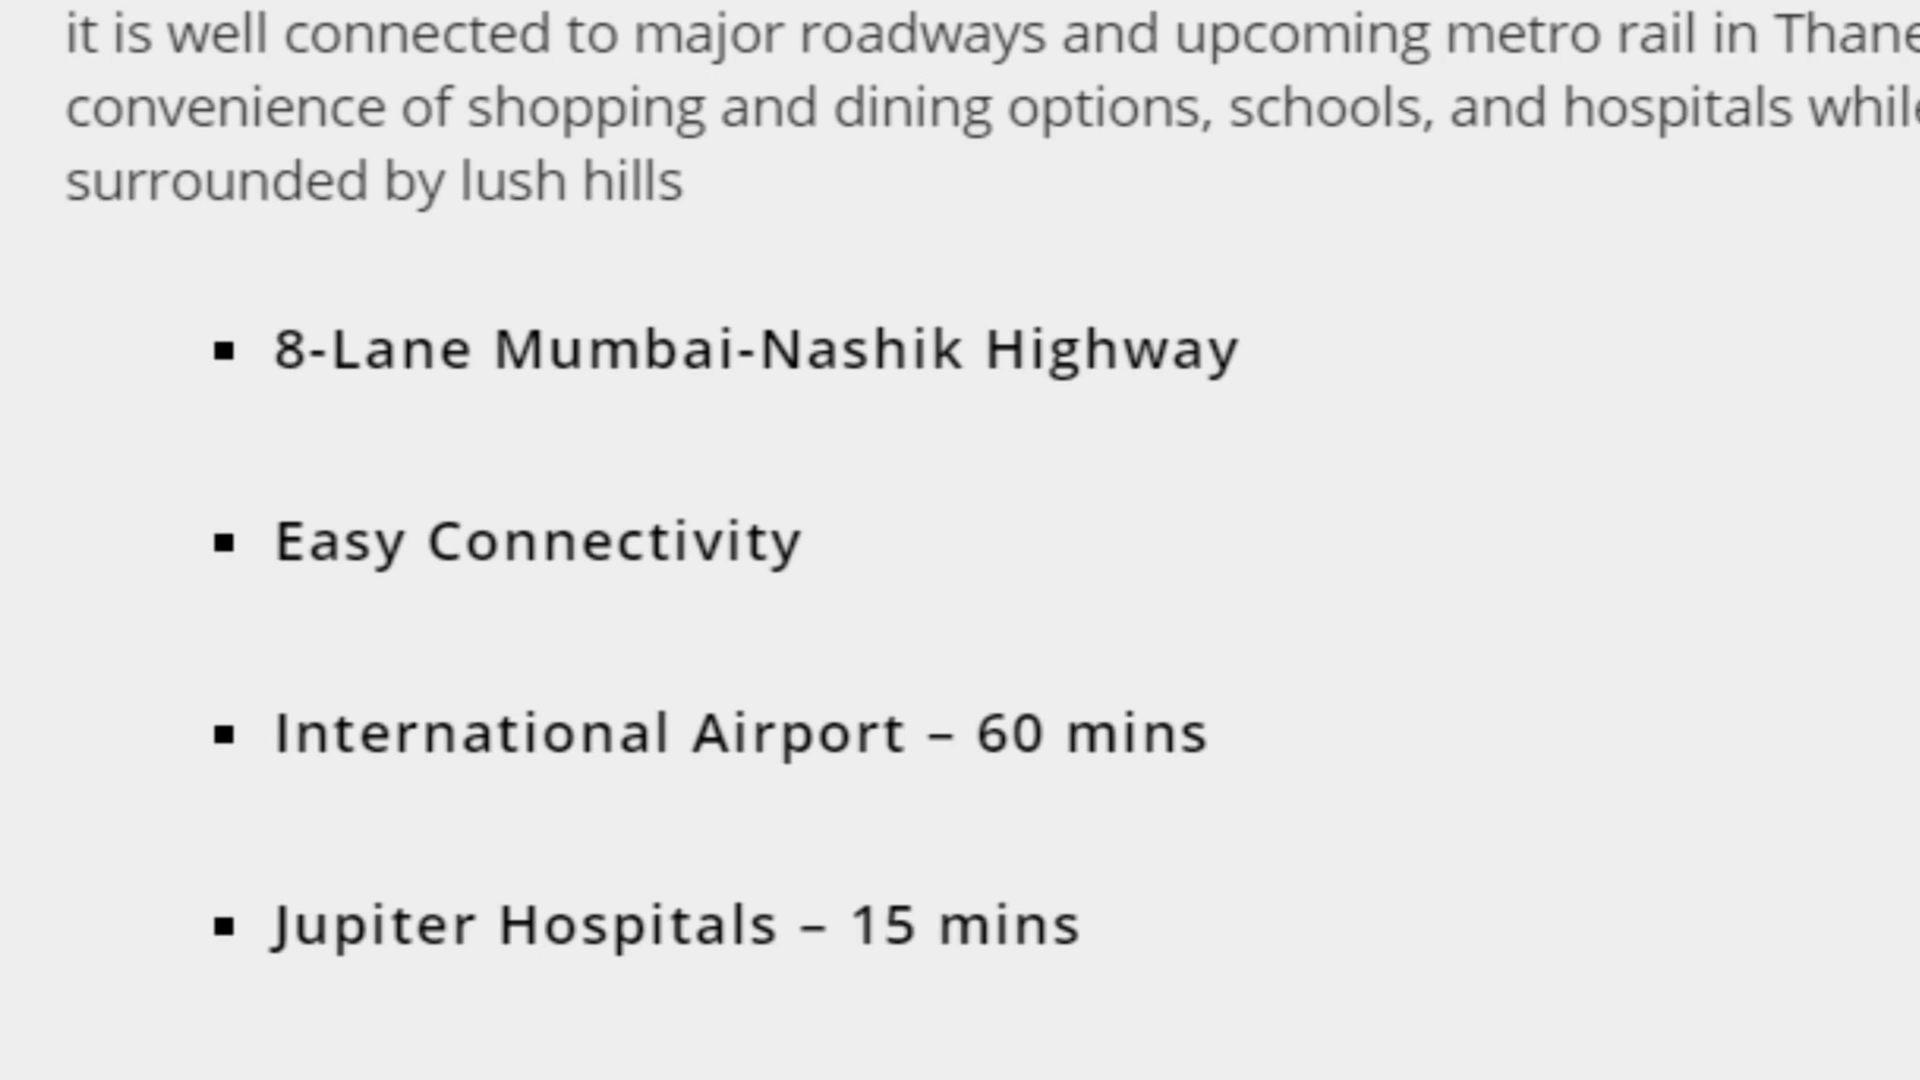 it is well connected to major roadways and upcoming metro rail in Thane
convenience of shopping and dining options, schools, and hospitals while
surrounded by lush hills
8-Lane Mumbai-Nashik Highway
Easy Connectivity
International Airport – 60 mins
Jupiter Hospitals – 15 mins